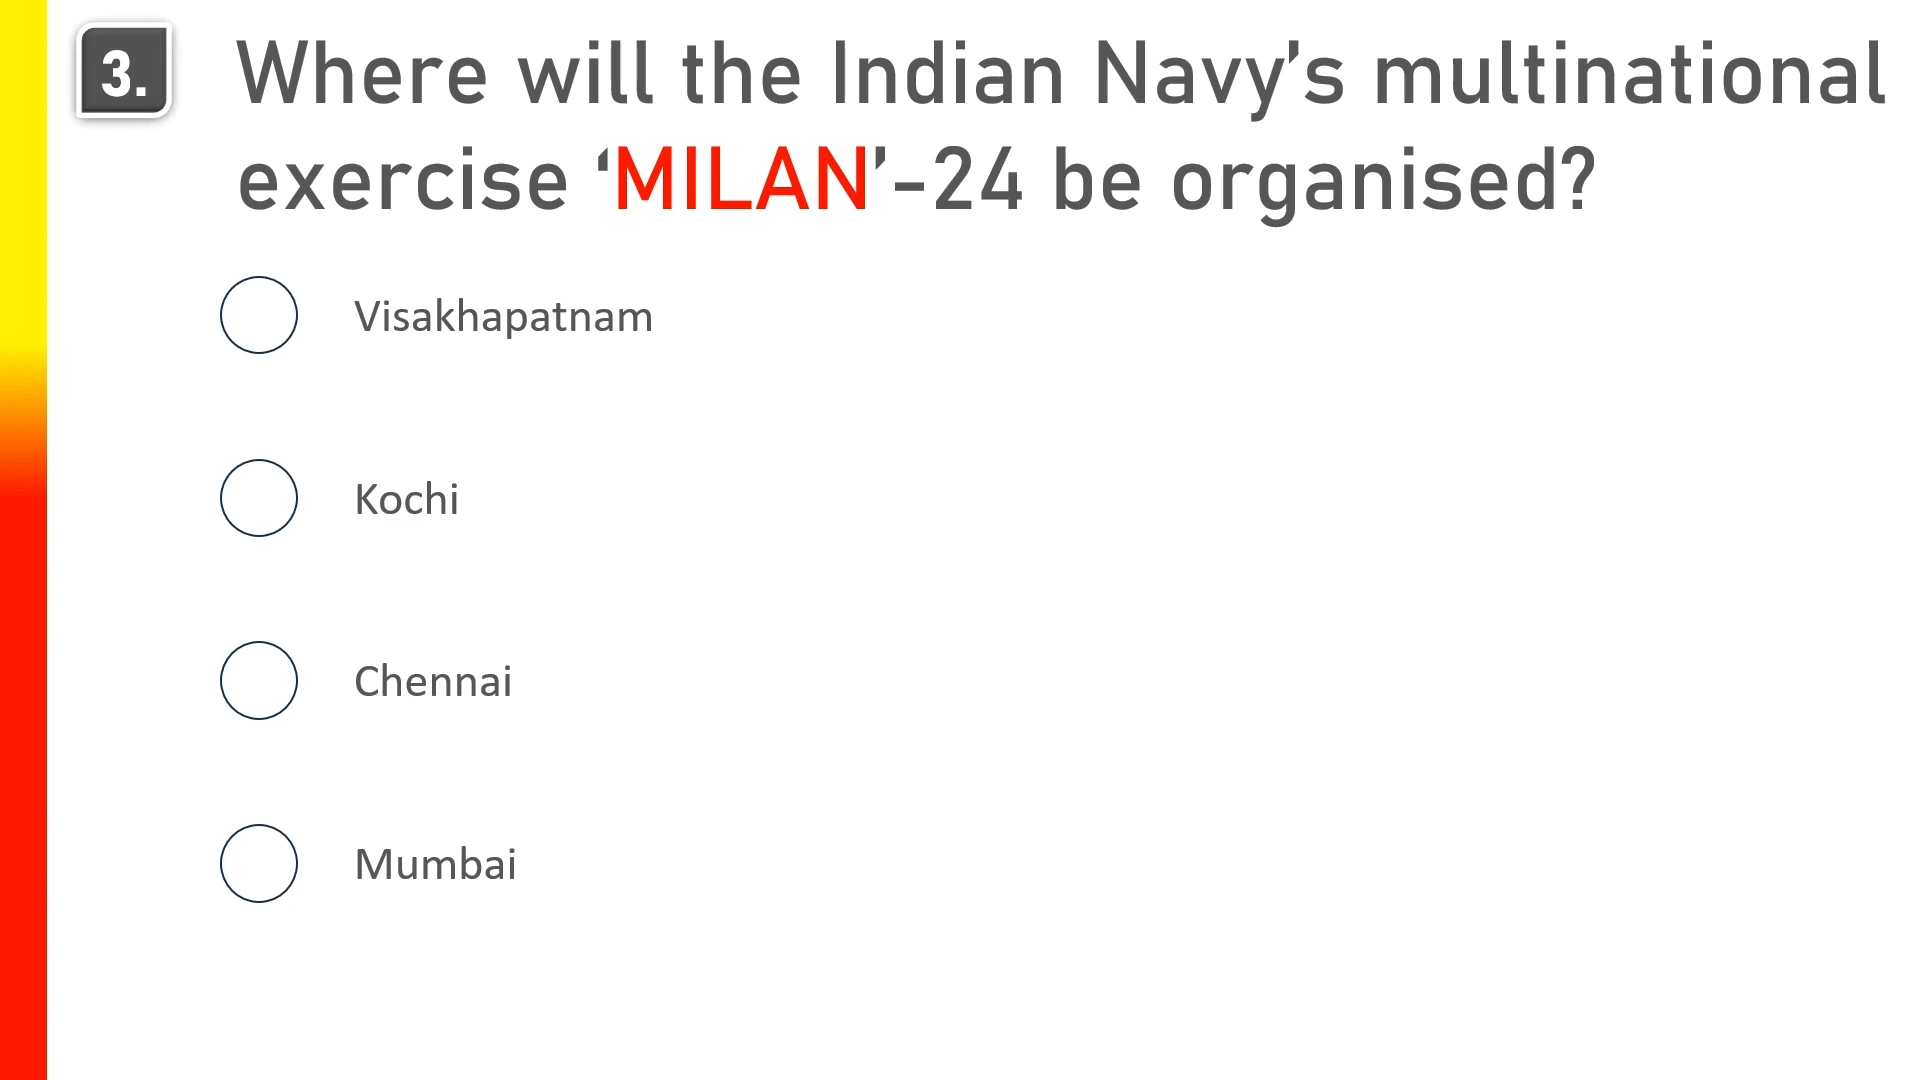 3. Where will the Indian Navy’s multinational
exercise ‘MILAN’-24 be organised?
Visakhapatnam
Kochi
Chennai
Mumbai